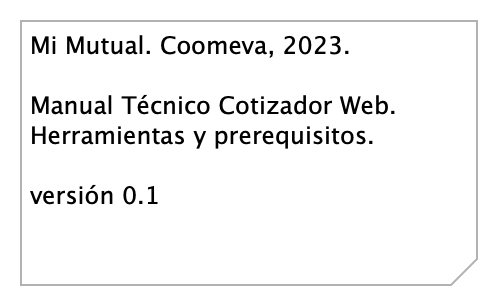 Mi Mutual. Coomeva, 2023.
Manual Técnico Cotizador Web.
Herramientas y prerequisitos.
versión 0.1